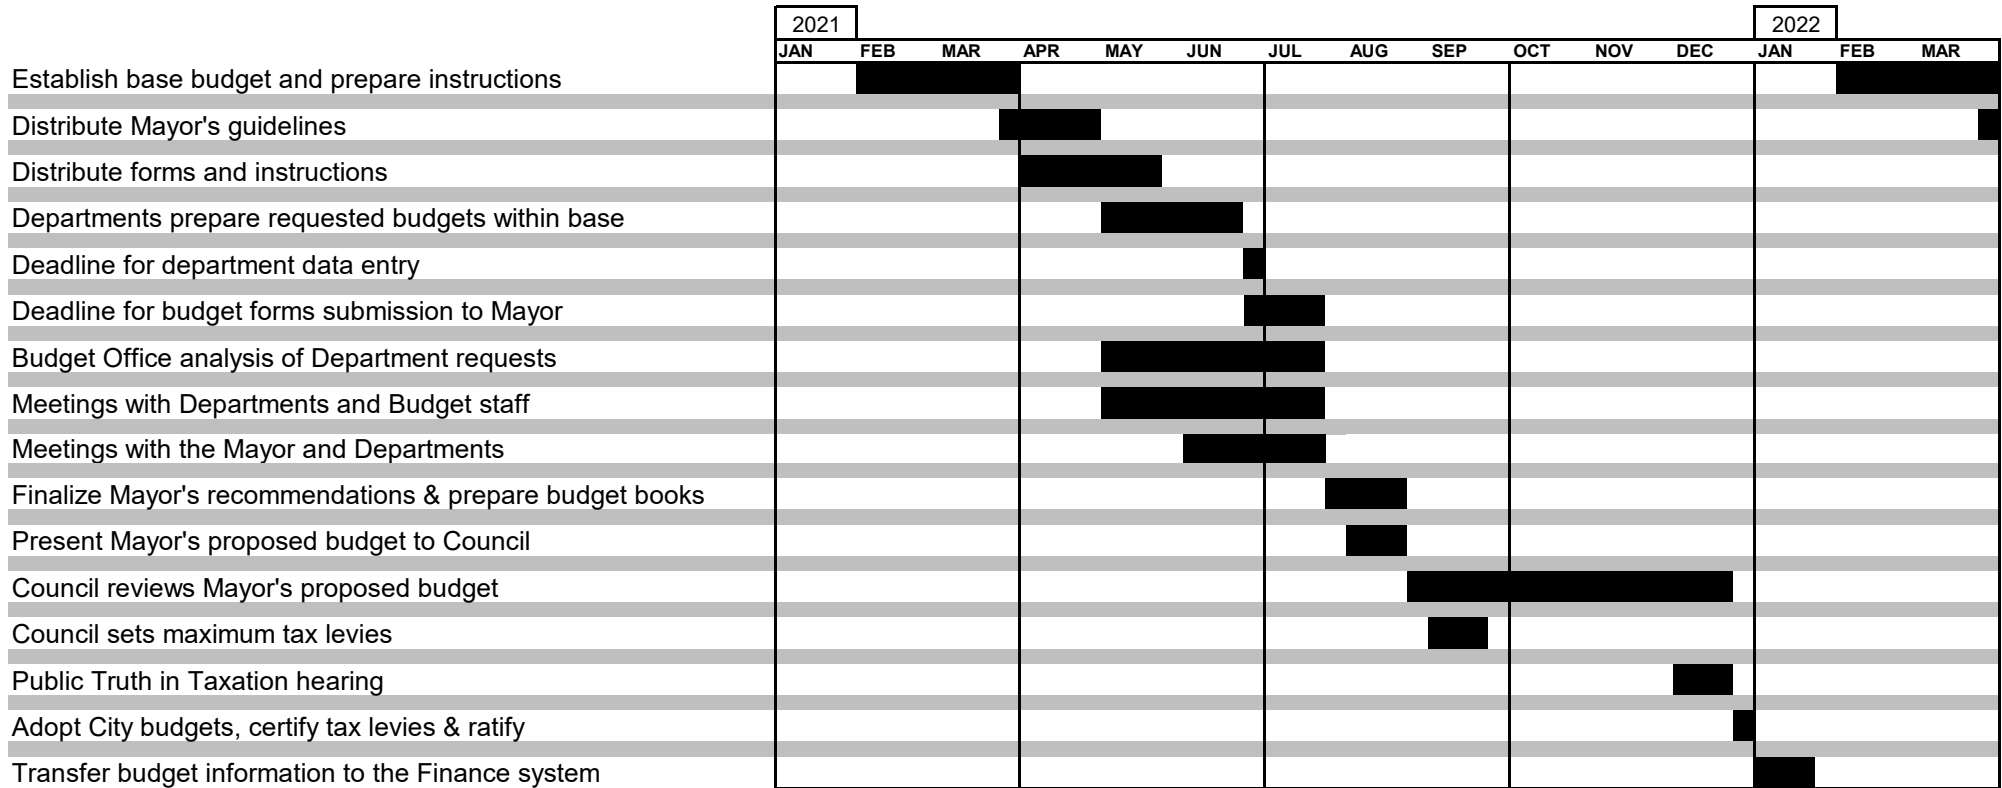 2021 2022
JAN FEB MAR APR MAY JUN JUL AUG SEP OCT NOV DEC JAN FEB MAR
Establish base budget and prepare instructions
Distribute Mayor's guidelines
Distribute forms and instructions
Departments prepare requested budgets within base
Deadline for department data entry
Deadline for budget forms submission to Mayor
Budget Office analysis of Department requests
Meetings with Departments and Budget staff
Meetings with the Mayor and Departments
Finalize Mayor's recommendations & prepare budget books
Present Mayor's proposed budget to Council
Council reviews Mayor's proposed budget
Council sets maximum tax levies
Public Truth in Taxation hearing
Adopt City budgets, certify tax levies & ratify
Transfer budget information to the Finance system